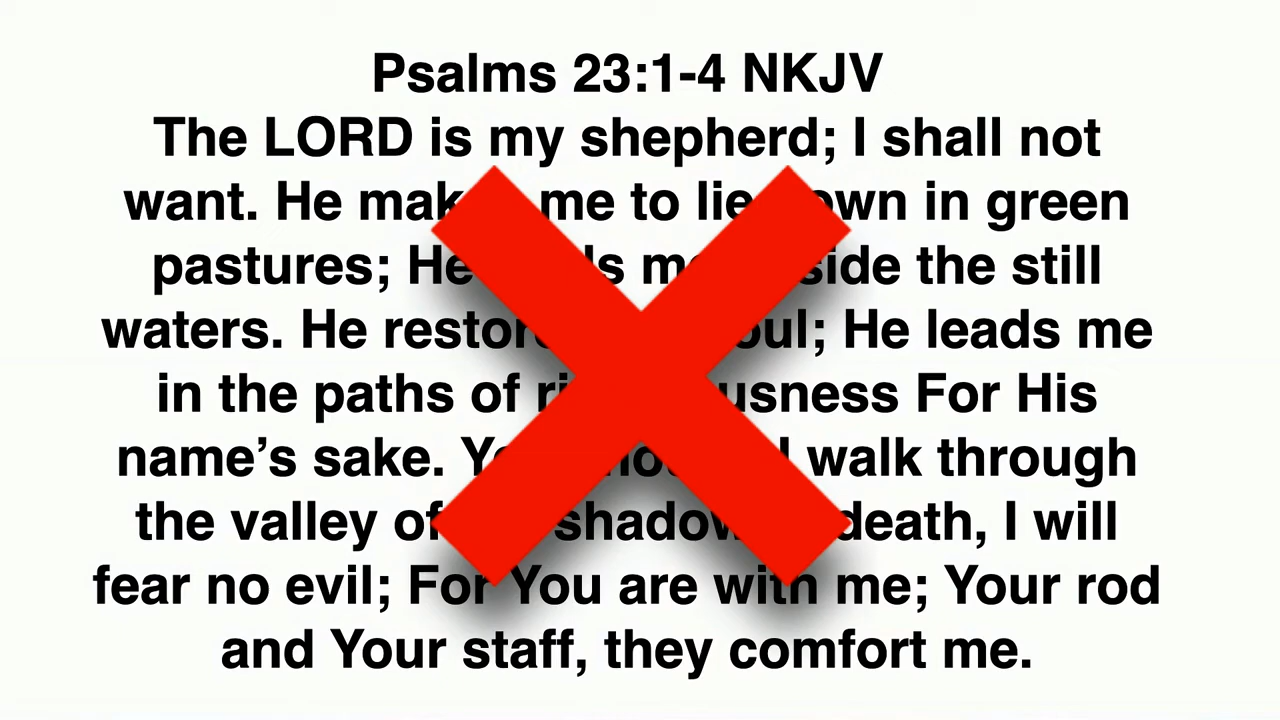 Psalms 23:1-4 NKJV
The LORD is my shepherd; I shall not
want. He me to lie in green
pastures; He the still
waters. He He leads me
in the paths of For His
name's sake. I walk through
the valley of shadow death, I will
fear no evil; For You are with me; Your rod
and Your staff, they comfort me.